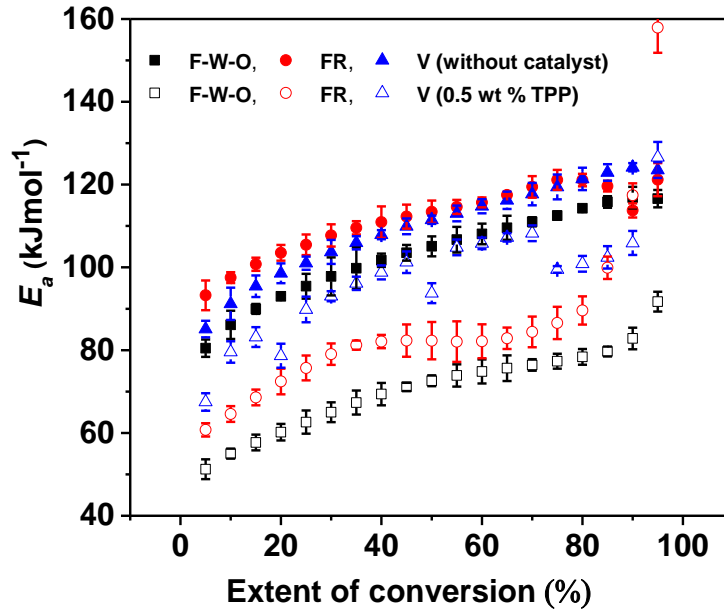 160
140
120
100
80
60
40
E_a (kJmol⁻¹)
F-W-O, FR, V (without catalyst)
F-W-O, FR, V (0.5 wt % TPP)
0 20 40 60 80 100
Extent of conversion (%)